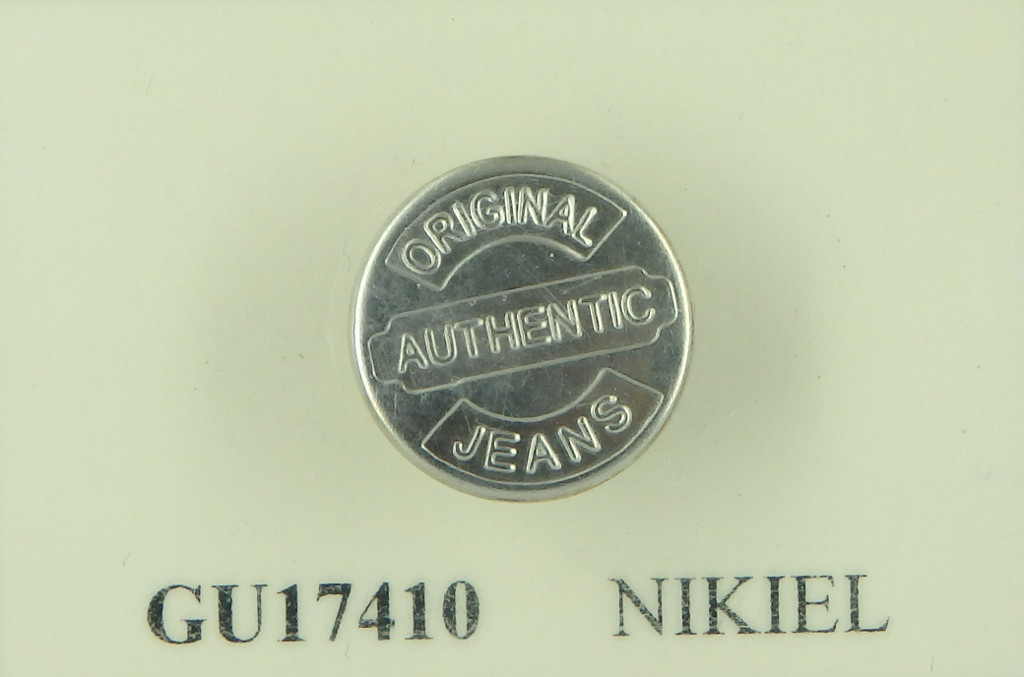 ORIGINAL
AUTHENTIC
JEANS
GU17410 NIKIEL